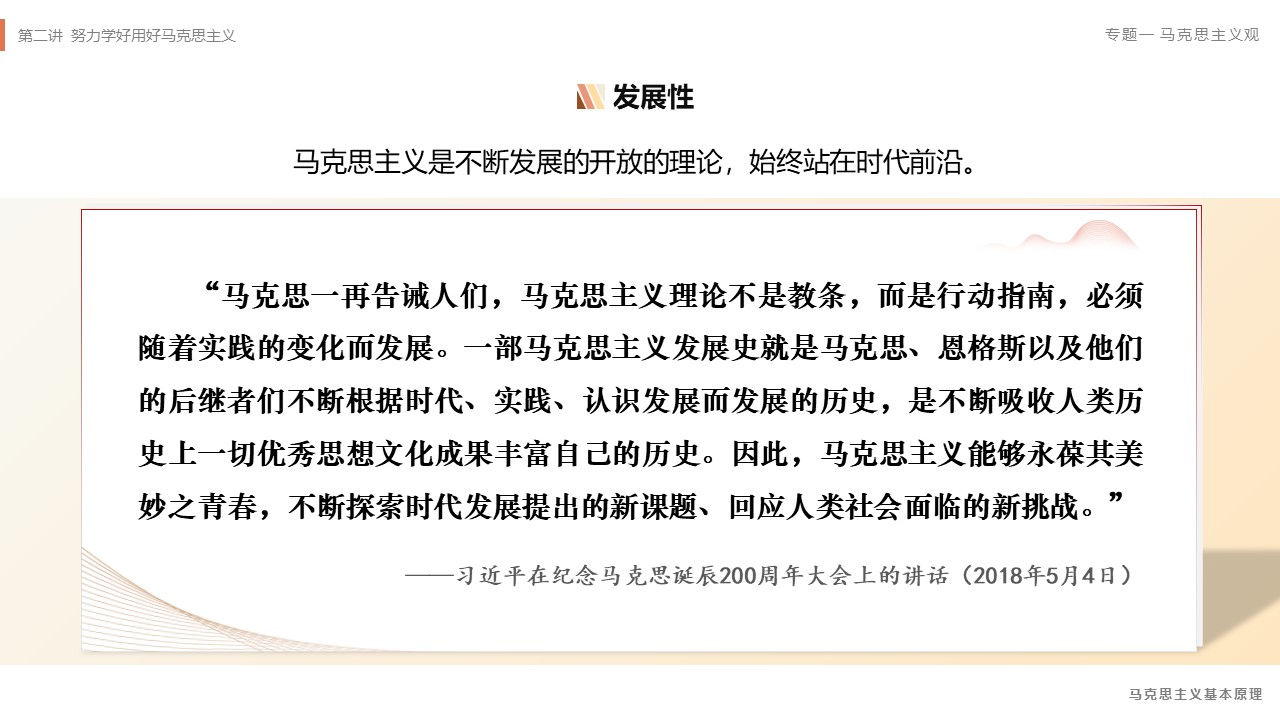 第二讲 努力学好用好马克思主义
专题一 马克思主义观
发展性
马克思主义是不断发展的开放的理论，始终站在时代前沿。
“马克思一再告诫人们，马克思主义理论不是教条，而是行动指南，必须
随着实践的变化而发展。一部马克思主义发展史就是马克思、恩格斯以及他们
的后继者们不断根据时代、实践、认识发展而发展的历史，是不断吸收人类历
史上一切优秀思想文化成果丰富自己的历史。因此，马克思主义能够永葆其美
妙之青春，不断探索时代发展提出的新课题、回应人类社会面临的新挑战。”
——习近平在纪念马克思诞辰200周年大会上的讲话（2018年5月4日）
马克思主义基本原理